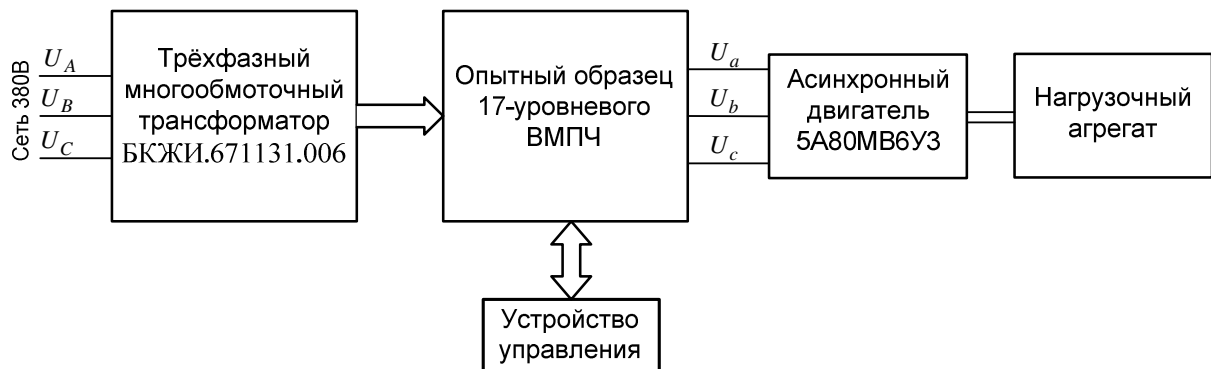 Сеть 380В
U_A
U_B
U_C
Трёхфазный
многообмоточный
трансформатор
БКЖИ.671131.006
Опытный образец
17-уровневого
ВМПЧ
U_a
U_b
U_c
Асинхронный
двигатель
5А80МВ6У3
Нагрузочный
агрегат
Устройство
управления